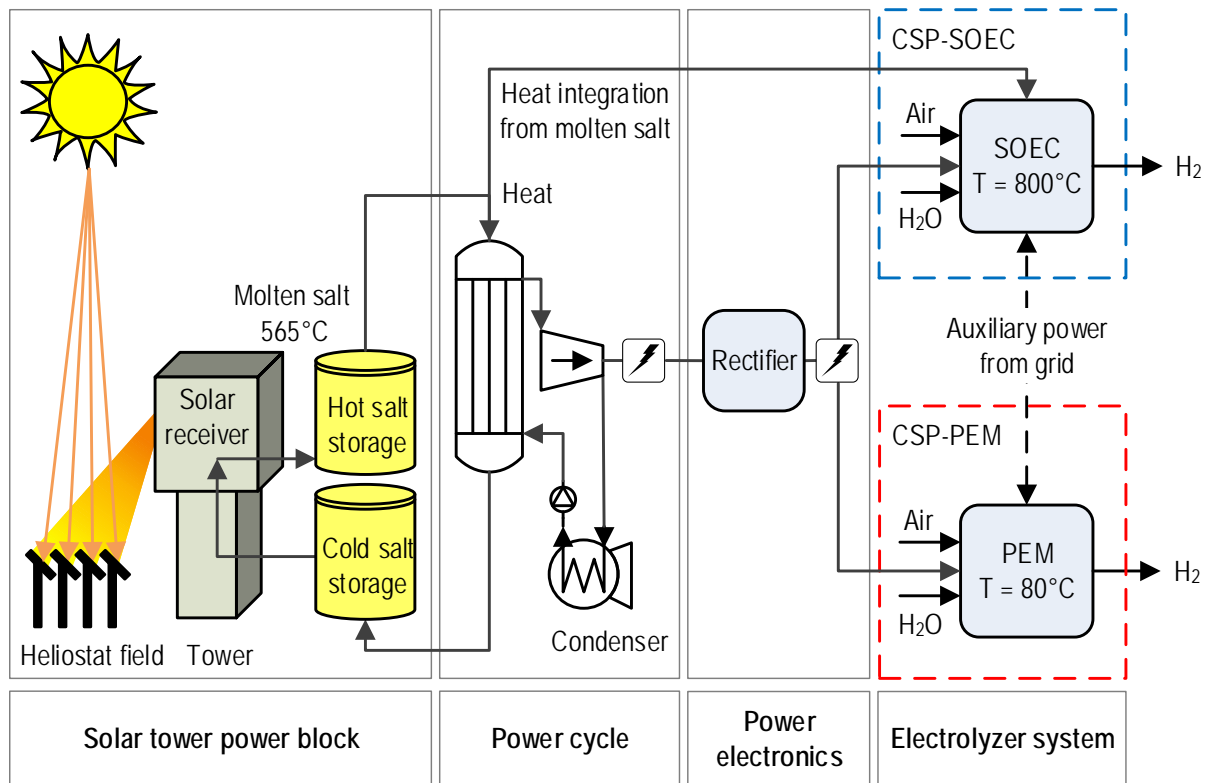 CSP-SOEC
Heat integration
from molten salt
Air
SOEC
T = 800°C
H₂O
H₂
Heat
Molten salt
565°C
Solar
receiver
Hot salt
storage
Rectifier
Auxiliary power
from grid
CSP-PEM
Cold salt
storage
Air
PEM
T = 80°C
H₂O
H₂
Heliostat field
Tower
Condenser
Solar tower power block
Power cycle
Power
electronics
Electrolyzer system